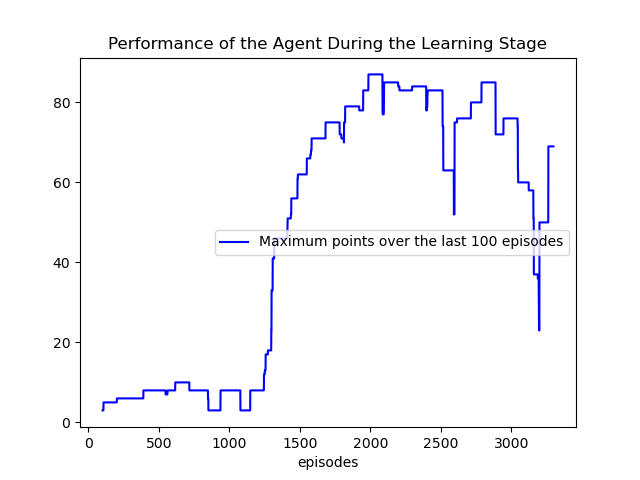 Performance of the Agent During the Learning Stage
80
60
40
20
0
Maximum points over the last 100 episodes
0 500 1000 1500 2000 2500 3000
episodes